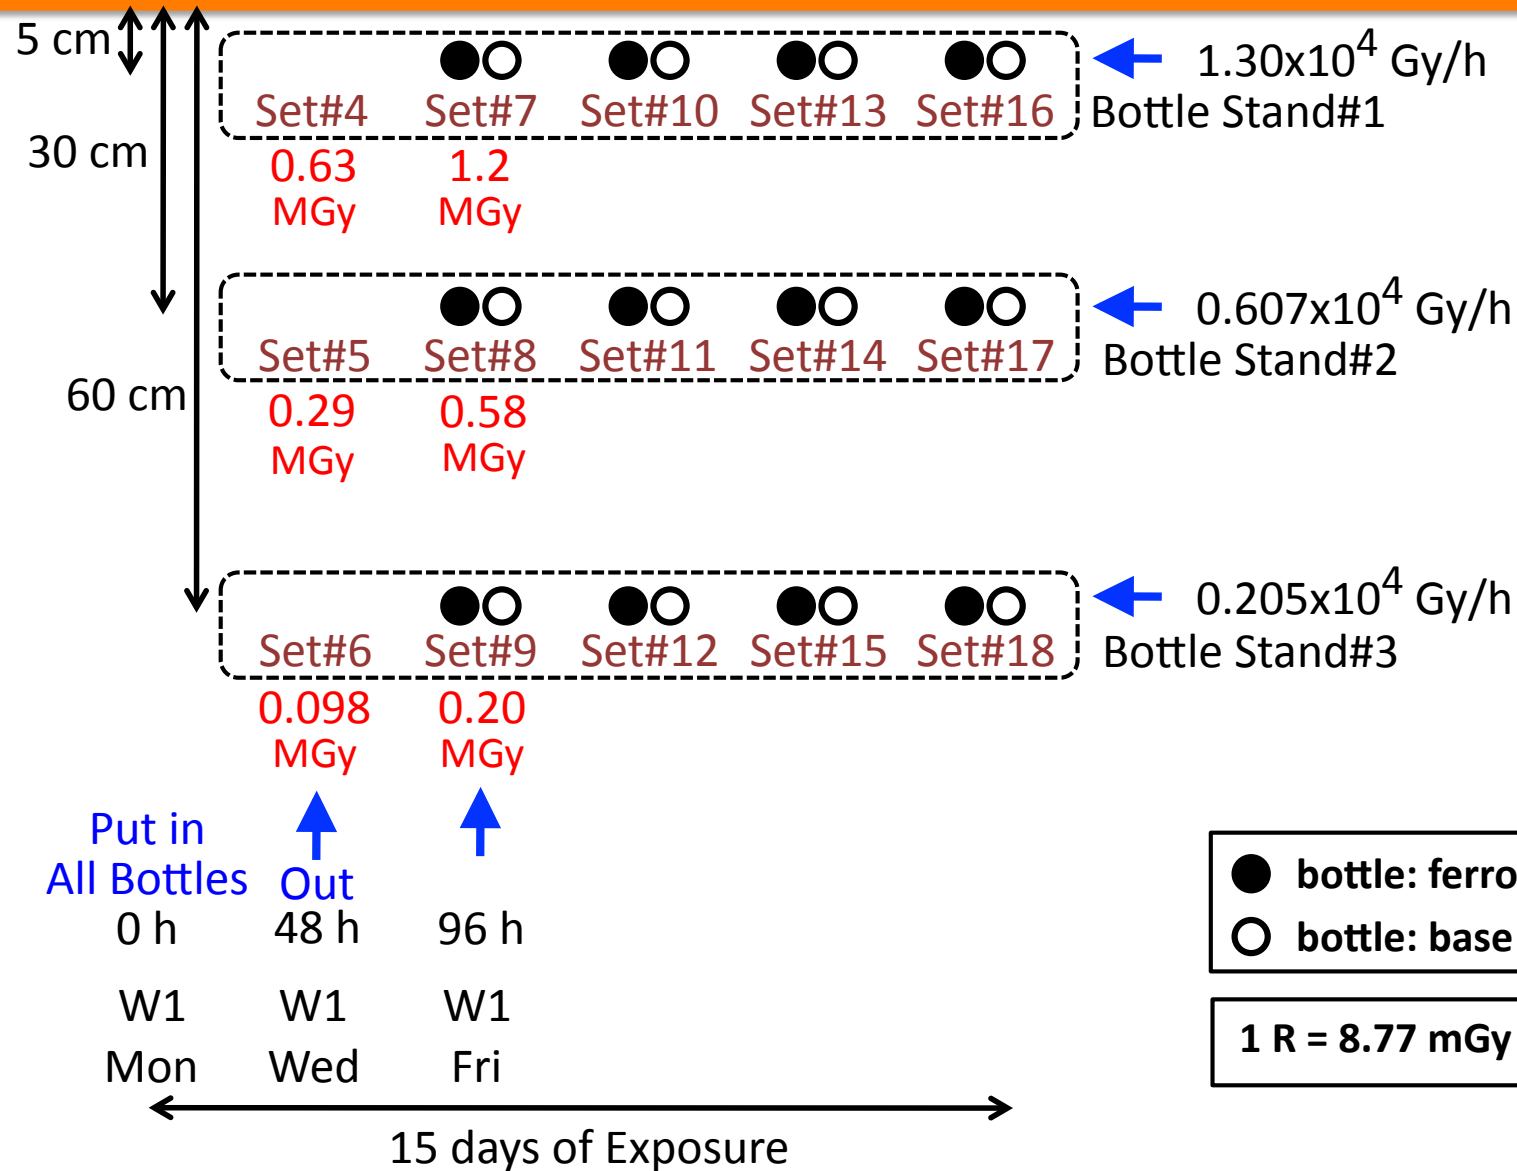 5 cm
30 cm
60 cm
Set#4 Set#7 Set#10 Set#13 Set#16
1.30x10^4 Gy/h
Bottle Stand#1
0.63 MGy
1.2 MGy
Set#5 Set#8 Set#11 Set#14 Set#17
0.607x10^4 Gy/h
Bottle Stand#2
0.29 MGy
0.58 MGy
Set#6 Set#9 Set#12 Set#15 Set#18
0.205x10^4 Gy/h
Bottle Stand#3
0.098 MGy
0.20 MGy
Put in
All Bottles Out
0 h 48 h 96 h
W1 W1 W1
Mon Wed Fri
15 days of Exposure
bottle: ferro
bottle: base
1 R = 8.77 mGy